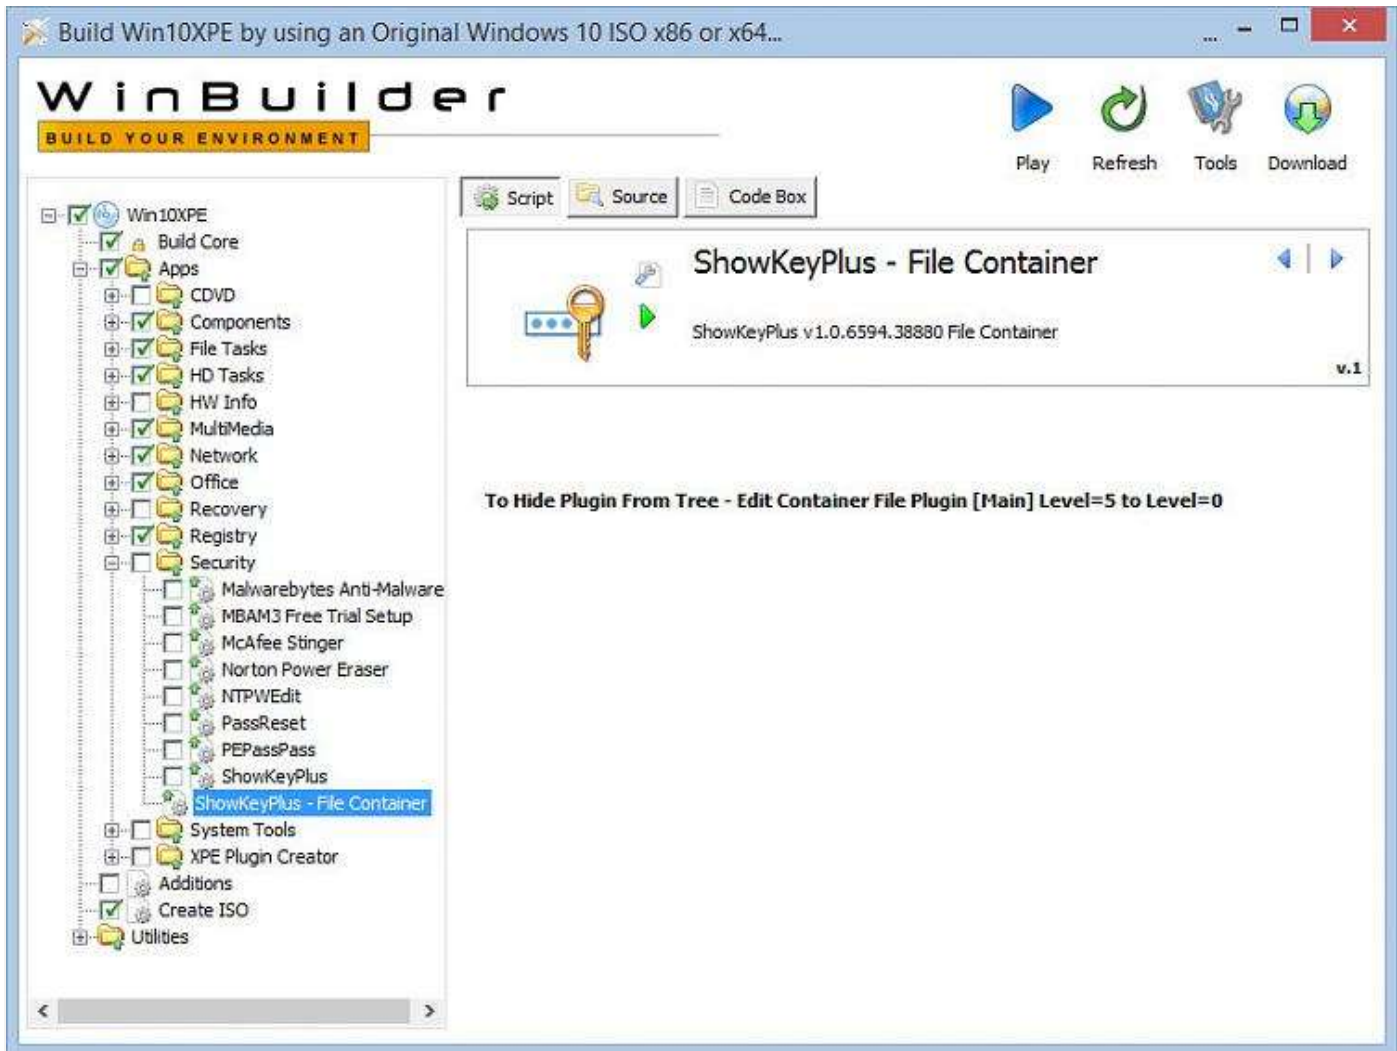 Build Win10XPE by using an Original Windows 10 ISO x86 or x64...
WinBuilder
BUILD YOUR ENVIRONMENT
Play Refresh Tools Download
Script Source Code Box
Win10XPE
Build Core
Apps
CDVD
Components
File Tasks
HD Tasks
HW Info
MultiMedia
Network
Office
Recovery
Registry
Security
Malwarebytes Anti-Malware
MBAM3 Free Trial Setup
McAfee Stinger
Norton Power Eraser
NTPWEdit
PassReset
PEPassPass
ShowKeyPlus
ShowKeyPlus - File Container
System Tools
XPE Plugin Creator
Additions
Create ISO
Utilities
ShowKeyPlus - File Container
ShowKeyPlus v1.0.6594.38880 File Container
v.1
To Hide Plugin From Tree - Edit Container File Plugin [Main] Level=5 to Level=0